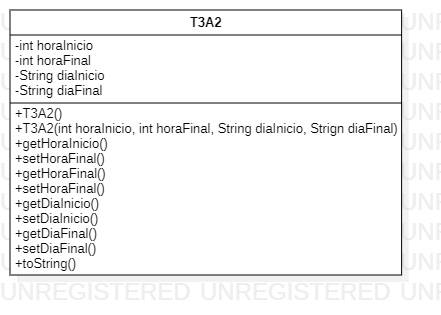 T3A2
-int horaInicio
-int horaFinal
-String diaInicio
-String diaFinal
+T3A2()
+T3A2(int horaInicio, int horaFinal, String diaInicio, Strign diaFinal)
+getHoraInicio()
+setHoraFinal()
+getHoraFinal()
+setHoraFinal()
+getDiaInicio()
+setDiaInicio()
+getDiaFinal()
+setDiaFinal()
+toString()
UNREGISTERED UNREGISTERED UN